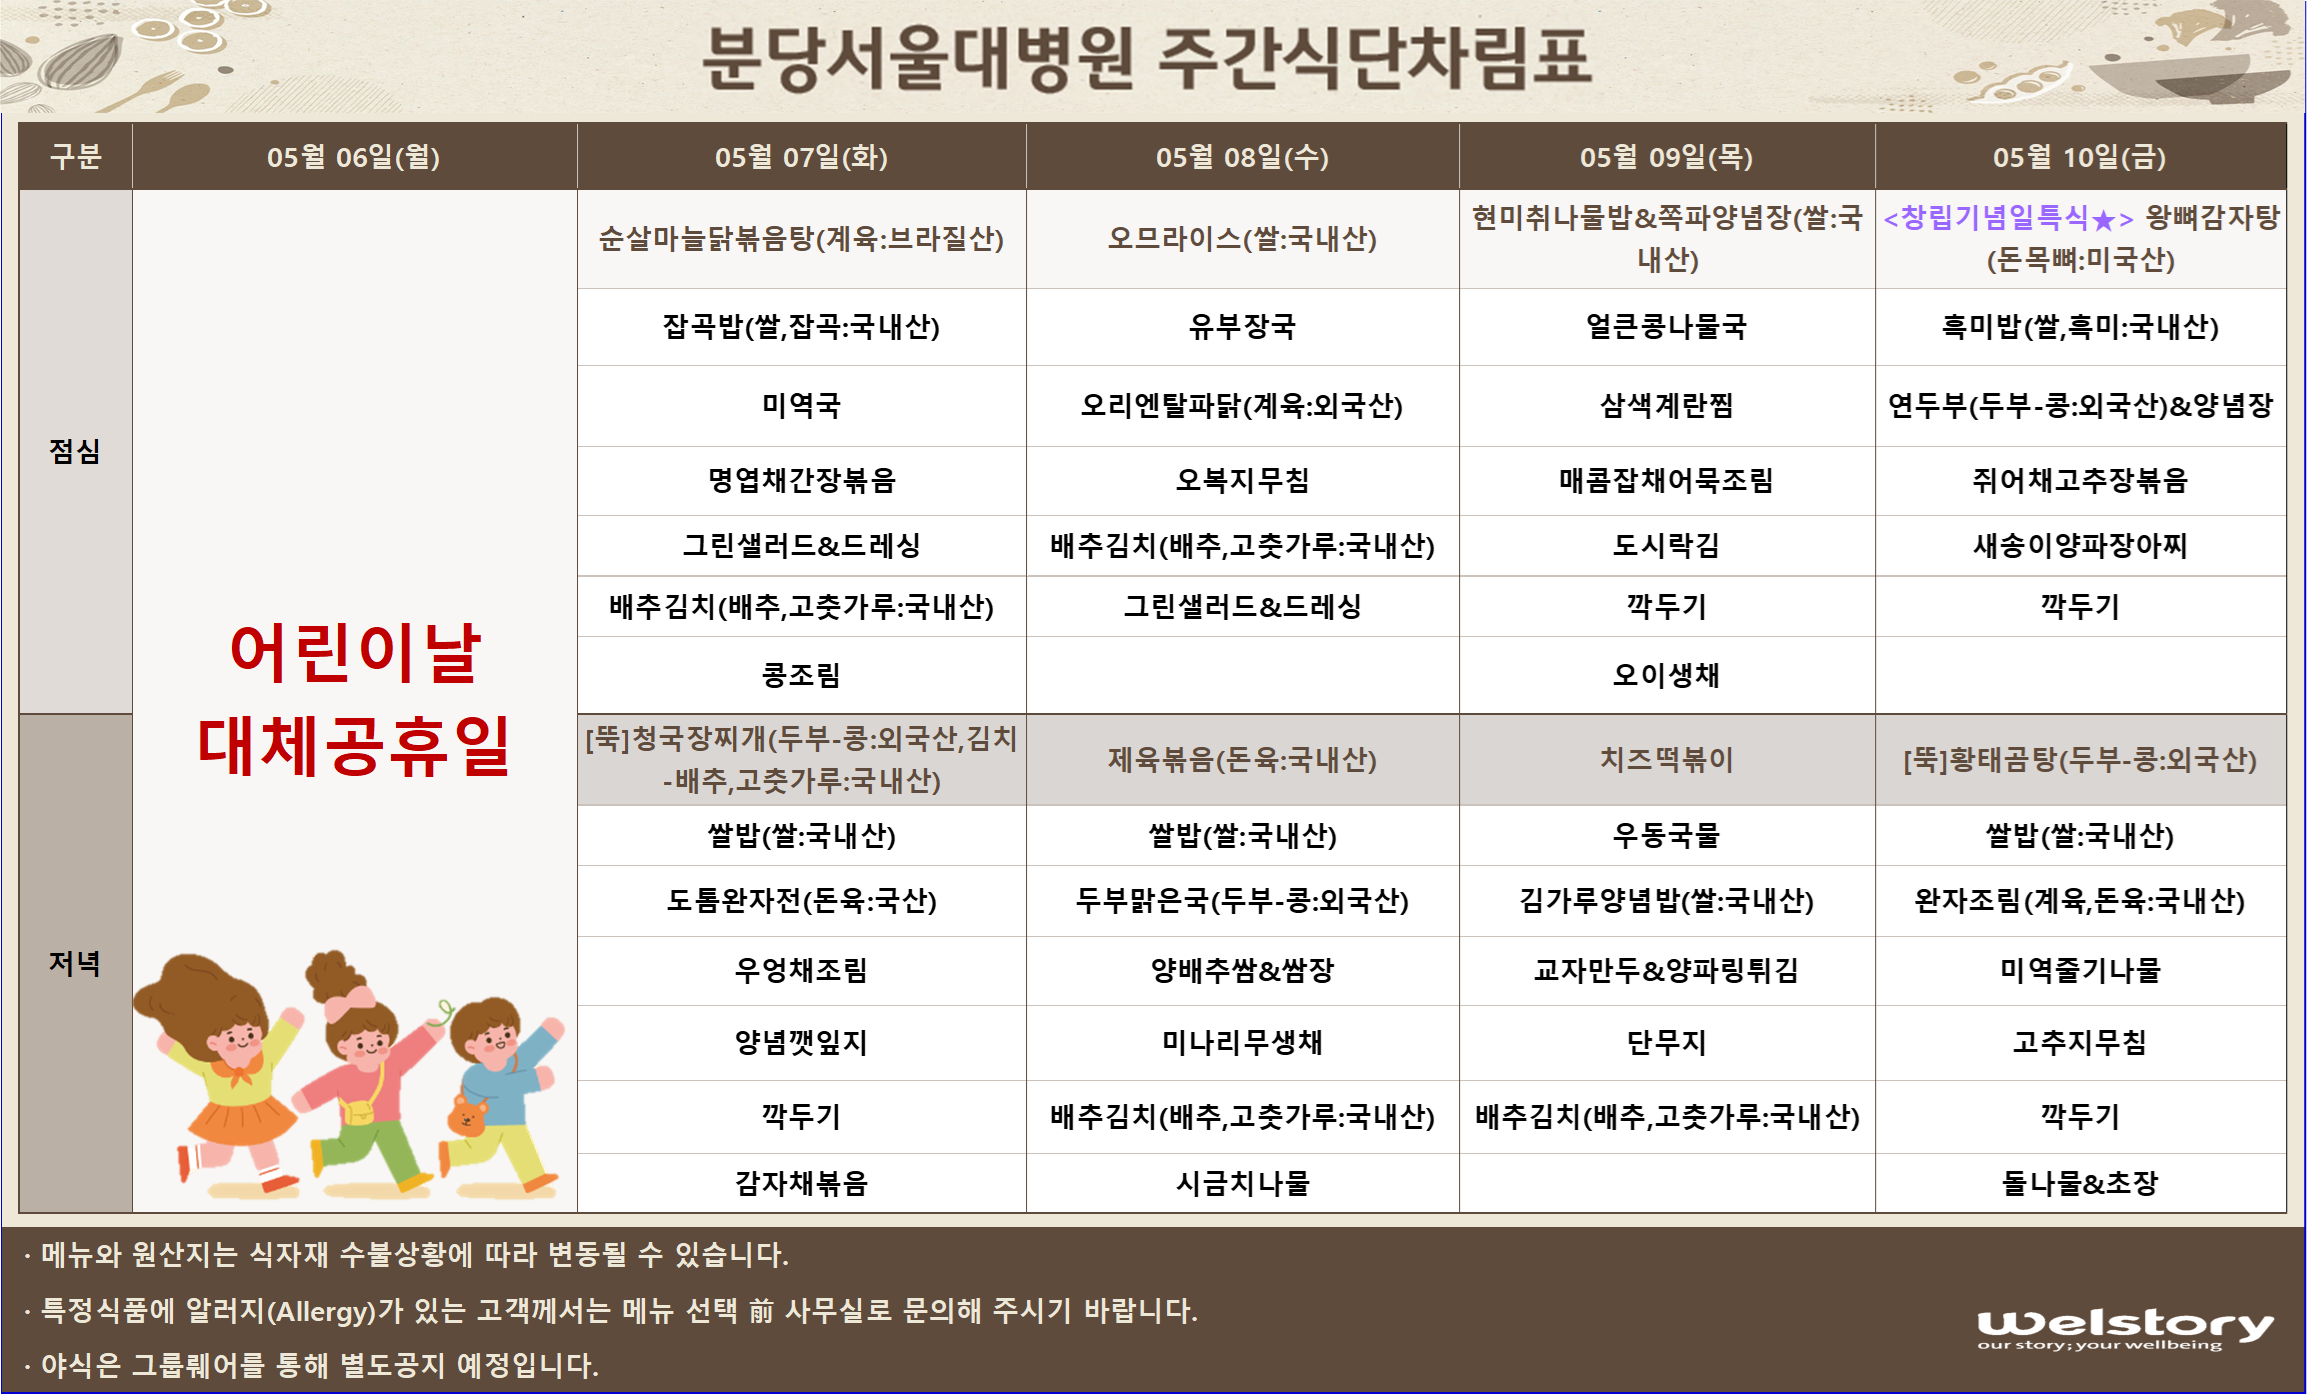 분당서울대병원 주간식단차림표
구분
05월 06일(월)
05월 07일(화)
05월 08일(수)
05월 09일(목)
05월 10일(금)
점심
어린이날
대체공휴일
순살마늘닭볶음탕(계육:브라질산)
오므라이스(쌀:국내산)
현미취나물밥&쪽파양념장(쌀:국
내산)
<창립기념일특식★> 왕뼈감자탕
(돈목뼈:미국산)
잡곡밥(쌀,잡곡:국내산)
유부장국
얼큰콩나물국
흑미밥(쌀,흑미:국내산)
미역국
오리엔탈파닭(계육:외국산)
삼색계란찜
연두부(두부-콩:외국산)&양념장
명엽채간장볶음
오복지무침
매콤잡채어묵조림
쥐어채고추장볶음
그린샐러드&드레싱
배추김치(배추,고춧가루:국내산)
도시락김
새송이양파장아찌
배추김치(배추,고춧가루:국내산)
그린샐러드&드레싱
깍두기
깍두기
콩조림
오이생채
저녁
[뚝]청국장찌개(두부-콩:외국산,김치
-배추,고춧가루:국내산)
제육볶음(돈육:국내산)
치즈떡볶이
[뚝]황태곰탕(두부-콩:외국산)
쌀밥(쌀:국내산)
쌀밥(쌀:국내산)
우동국물
쌀밥(쌀:국내산)
도톰완자전(돈육:국산)
두부맑은국(두부-콩:외국산)
김가루양념밥(쌀:국내산)
완자조림(계육,돈육:국내산)
우엉채조림
양배추쌈&쌈장
교자만두&양파링튀김
미역줄기나물
양념깻잎지
미나리무생채
단무지
고추지무침
깍두기
배추김치(배추,고춧가루:국내산)
배추김치(배추,고춧가루:국내산)
깍두기
감자채볶음
시금치나물
돌나물&초장
· 메뉴와 원산지는 식자재 수불상황에 따라 변동될 수 있습니다.
· 특정식품에 알러지(Allergy)가 있는 고객께서는 메뉴 선택 前 사무실로 문의해 주시기 바랍니다.
· 야식은 그룹웨어를 통해 별도공지 예정입니다.
welstory
our story; your wellbeing